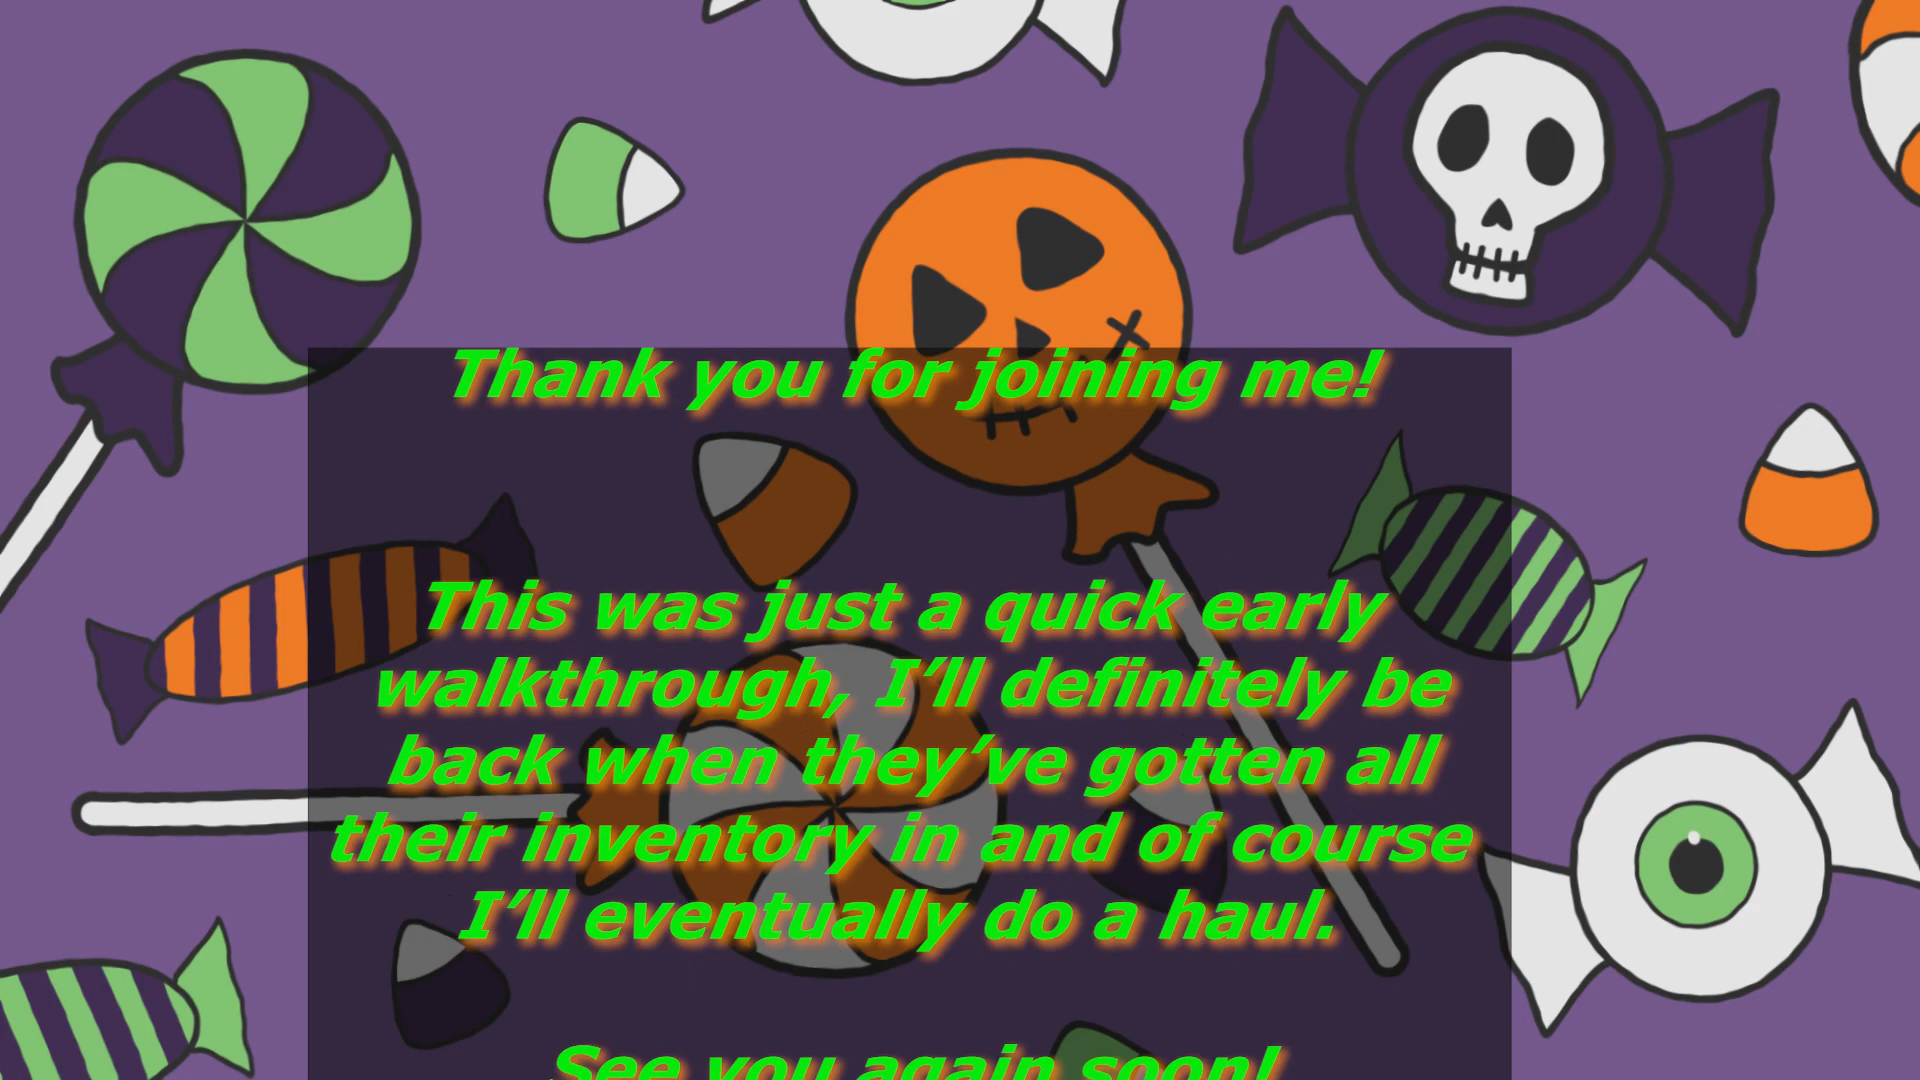 Thank you for joining me!
This was just a quick early
walkthrough, I’ll definitely be
back when they’ve gotten all
their inventory in and of course
I’ll eventually do a haul.
See you again soon!